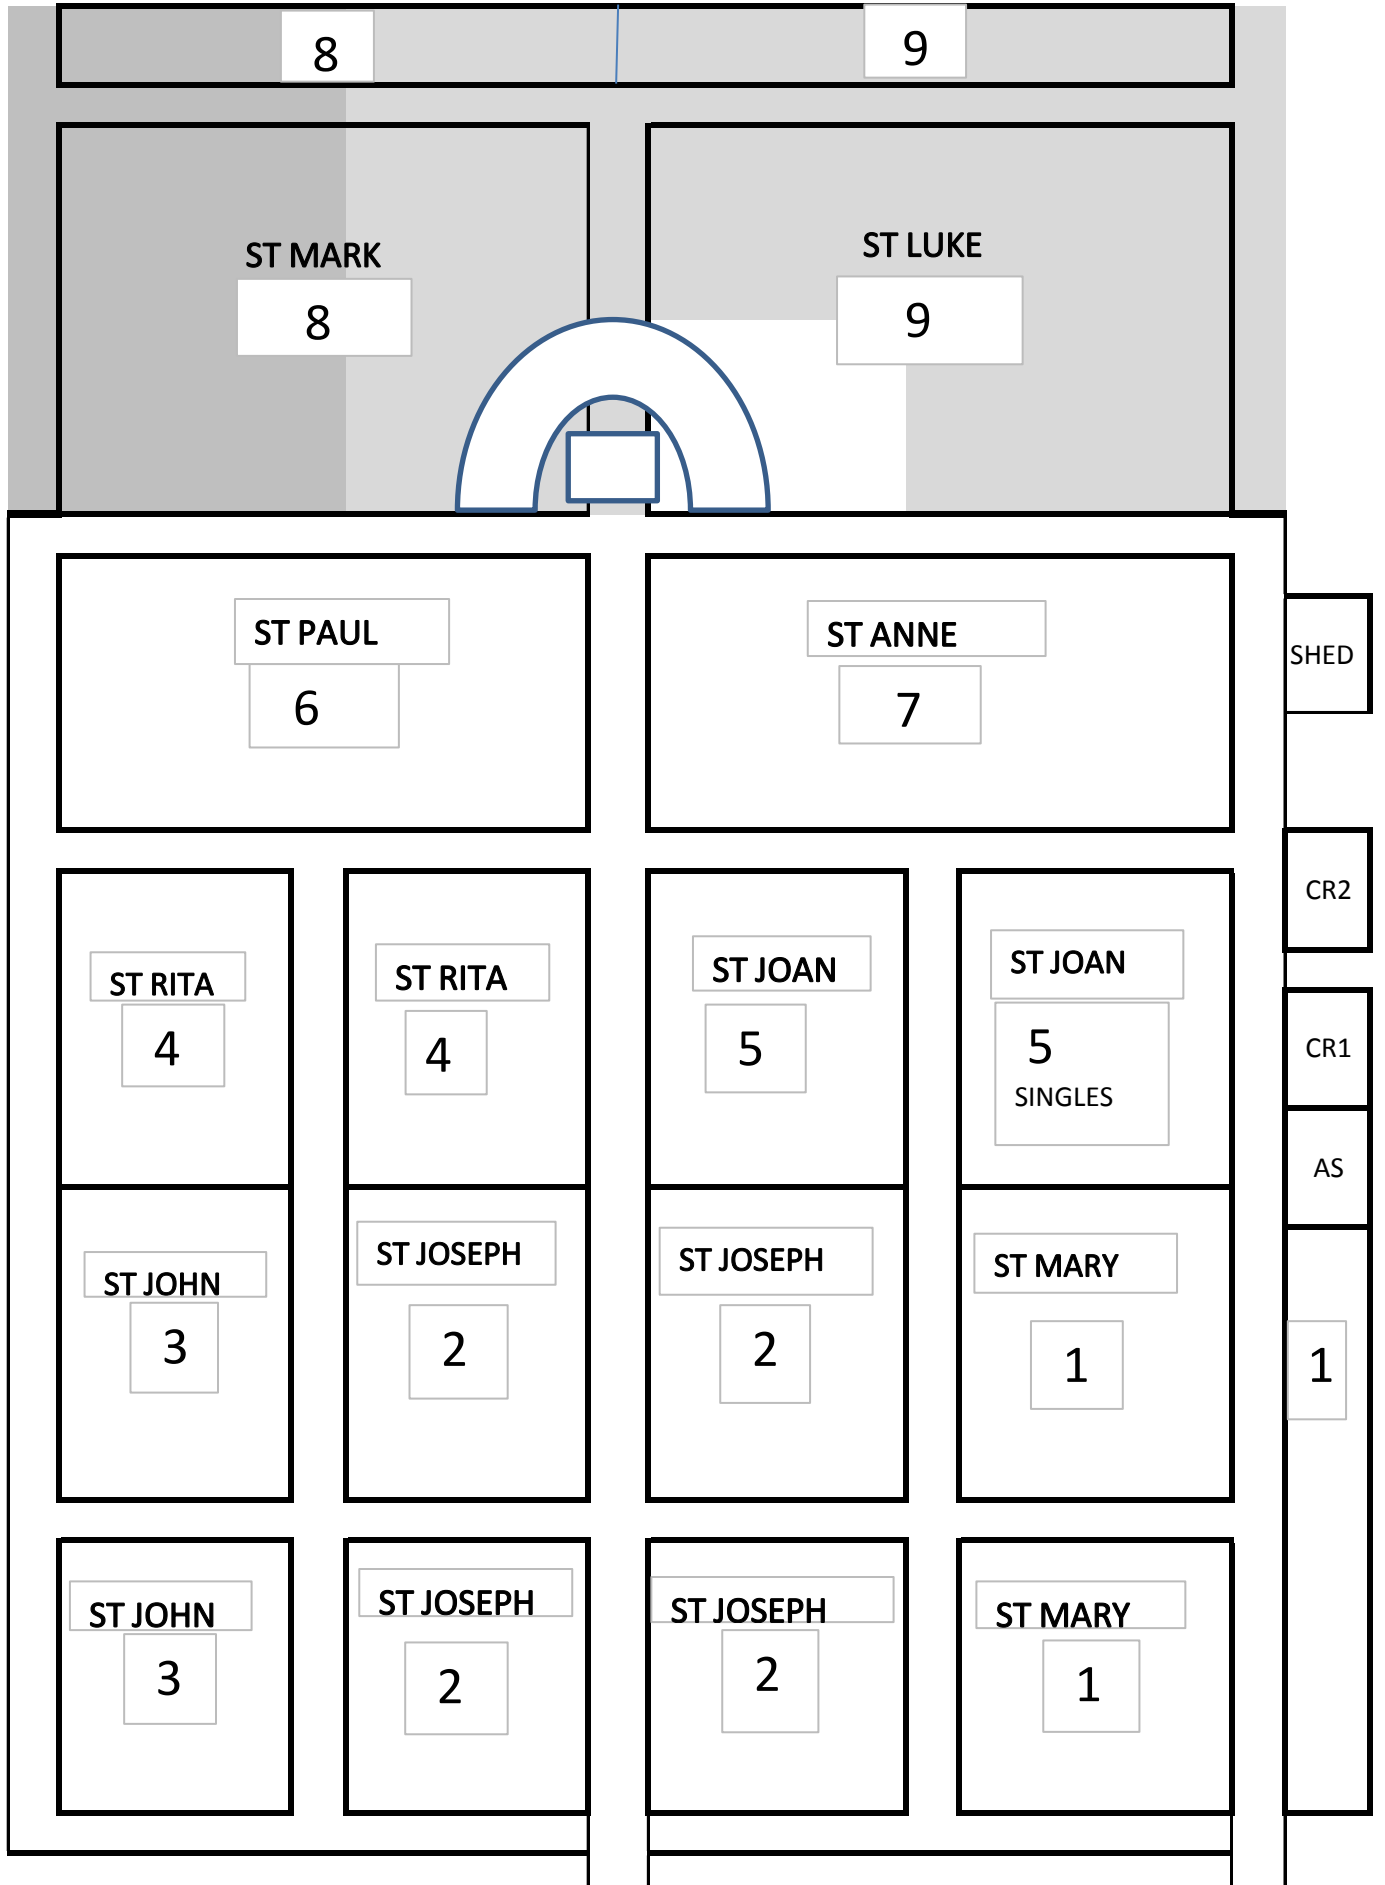 8
9
ST MARK
8
ST LUKE
9
ST PAUL
6
ST ANNE
7
SHED
CR2
ST RITA
4
ST RITA
4
ST JOAN
5
ST JOAN
5
SINGLES
CR1
AS
ST JOHN
3
ST JOSEPH
2
ST JOSEPH
2
ST MARY
1
1
ST JOHN
3
ST JOSEPH
2
ST JOSEPH
2
ST MARY
1